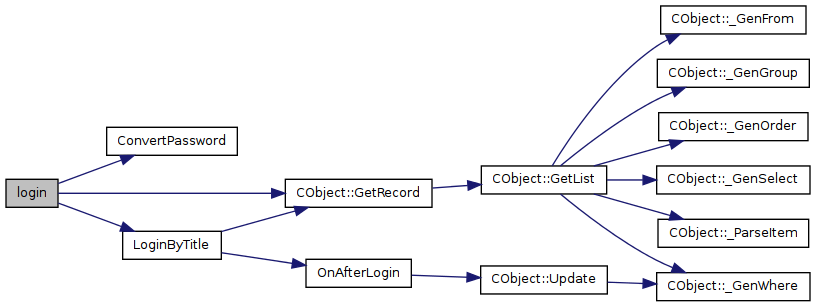 login
ConvertPassword
CObject::GetRecord
LoginByTitle
OnAfterLogin
CObject::GetList
CObject::Update
CObject::_GenFrom
CObject::_GenGroup
CObject::_GenOrder
CObject::_GenSelect
CObject::_ParseItem
CObject::_GenWhere